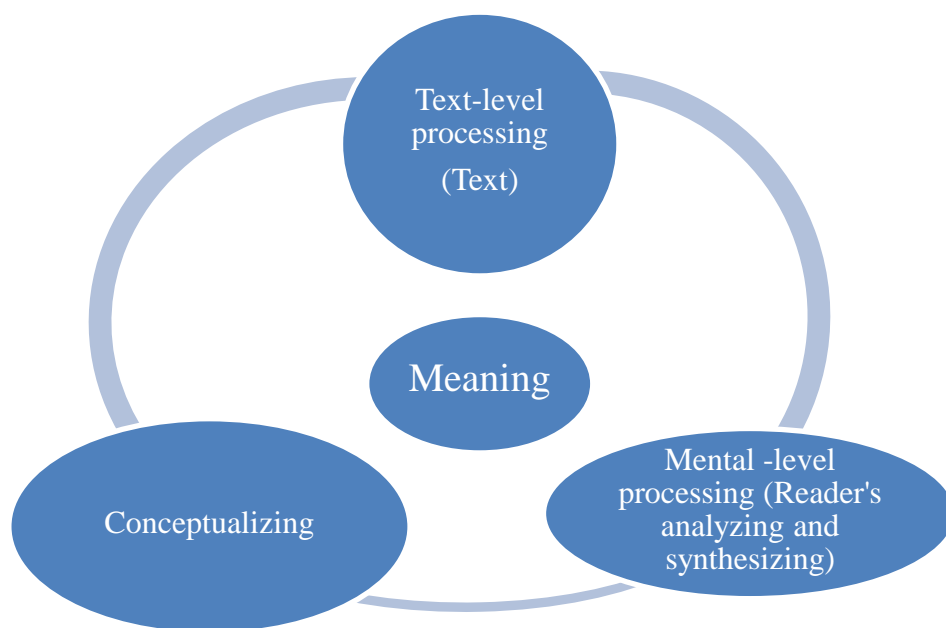 Text-level
processing
(Text)
Meaning
Conceptualizing
Mental -level
processing (Reader's
analyzing and
synthesizing)